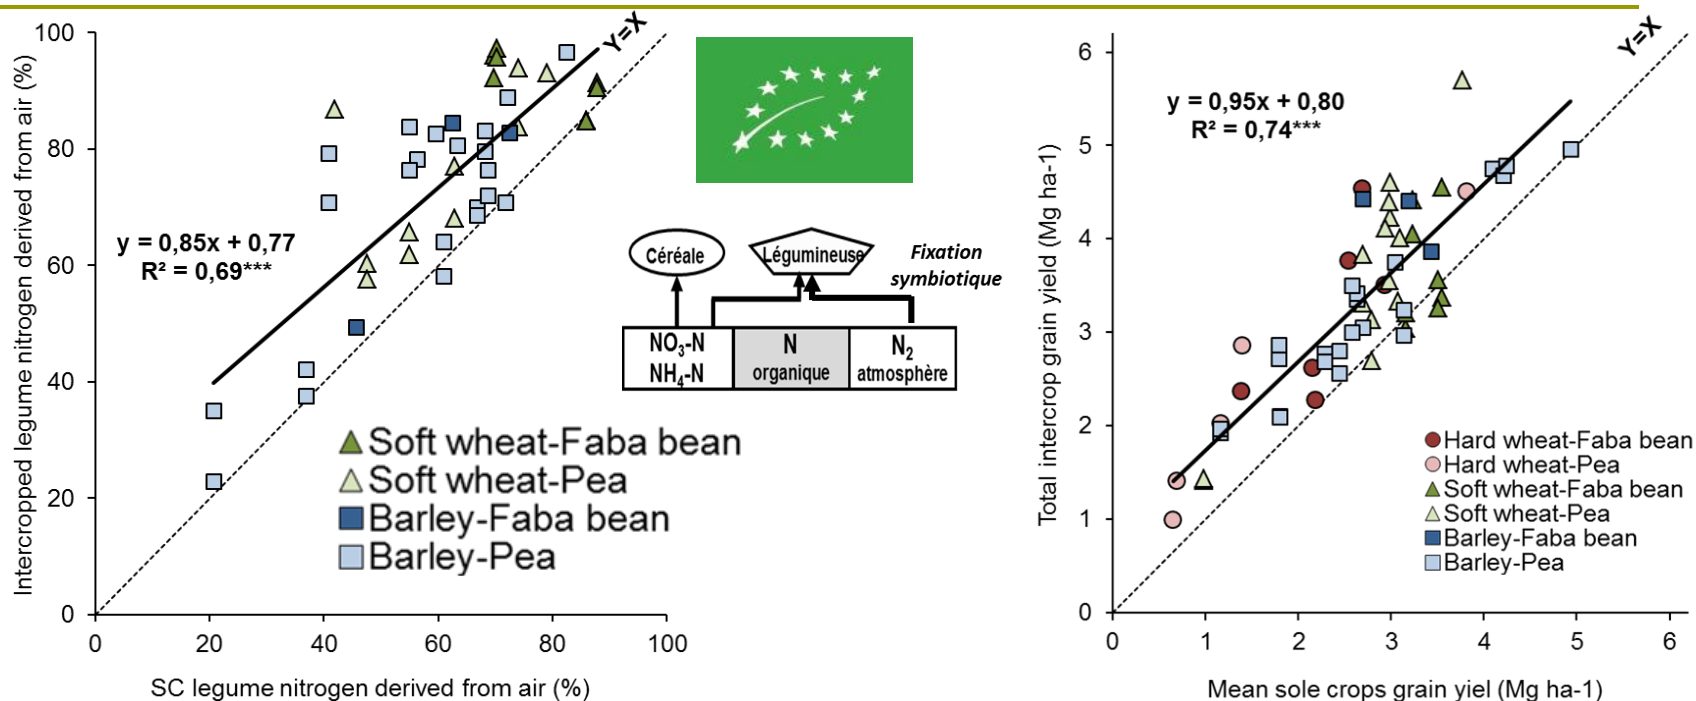 100
80
60
40
20
0
0
20
40
60
80
100
Intercropped legume nitrogen derived from air (%)
SC legume nitrogen derived from air (%)
Y=X
y = 0,85x + 0,77
R² = 0,69***
Soft wheat-Faba bean
Soft wheat-Pea
Barley-Faba bean
Barley-Pea
Céréale
Légumineuse
Fixation
symbiotique
NO₃-N
NH₄-N
N
organique
N₂
atmosphère
6
5
4
3
2
1
0
0
1
2
3
4
5
6
Total intercrop grain yield (Mg ha-1)
Mean sole crops grain yiel (Mg ha-1)
Y=X
y = 0,95x + 0,80
R² = 0,74***
Hard wheat-Faba bean
Hard wheat-Pea
Soft wheat-Faba bean
Soft wheat-Pea
Barley-Faba bean
Barley-Pea